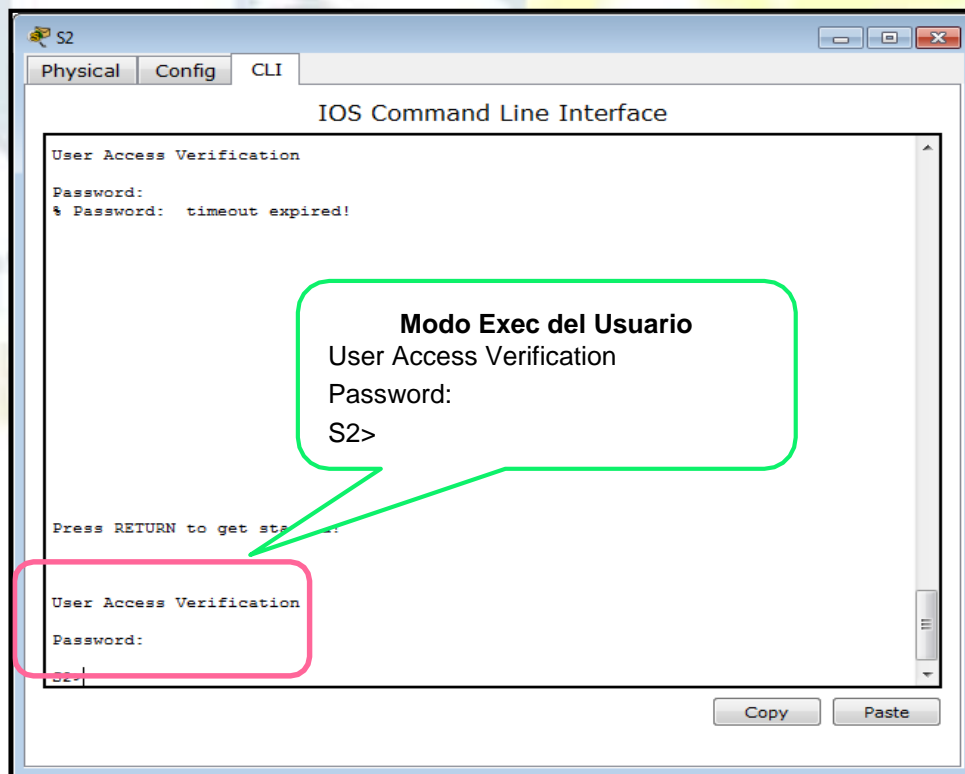 S2
Physical Config CLI
IOS Command Line Interface
User Access Verification
Password:
% Password: timeout expired!
Modo Exec del Usuario
User Access Verification
Password:
S2>
Press RETURN to get
User Access Verification
Password:
S2>
Copy Paste